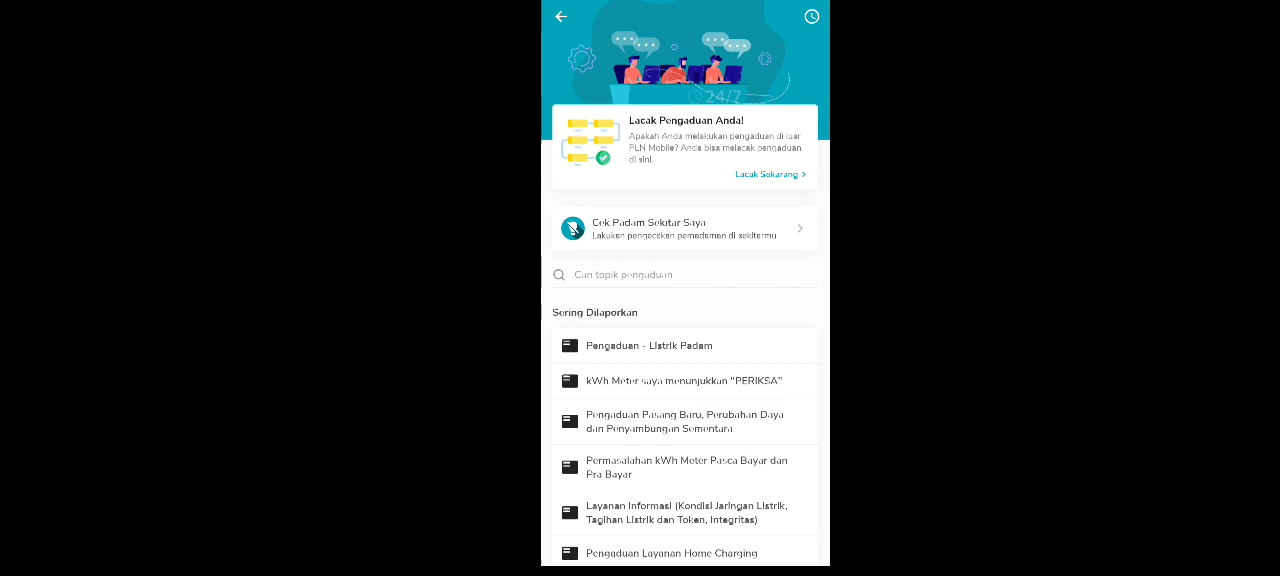 24/7
Lacak Pengaduan Anda!
Apakah Anda melakukan pengaduan di luar
PLN Mobile? Anda bisa melacak pengaduan
di sini.
Lacak Sekarang
Cek Padam Sekitar Saya
Lakukan pengecekan pemadaman di sekitarmu
Cari topik pengaduan
Sering Dilaporkan
Pengaduan - Listrik Padam
kWh Meter saya menunjukkan "PERIKSA"
Pengaduan Pasang Baru, Perubahan Daya
dan Penyambungan Sementara
Permasalahan kWh Meter Pasca Bayar dan
Pra Bayar
Layanan Informasi (Kondisi Jaringan Listrik,
Tagihan Listrik dan Token, Integritas)
Pengaduan Layanan Home Charging